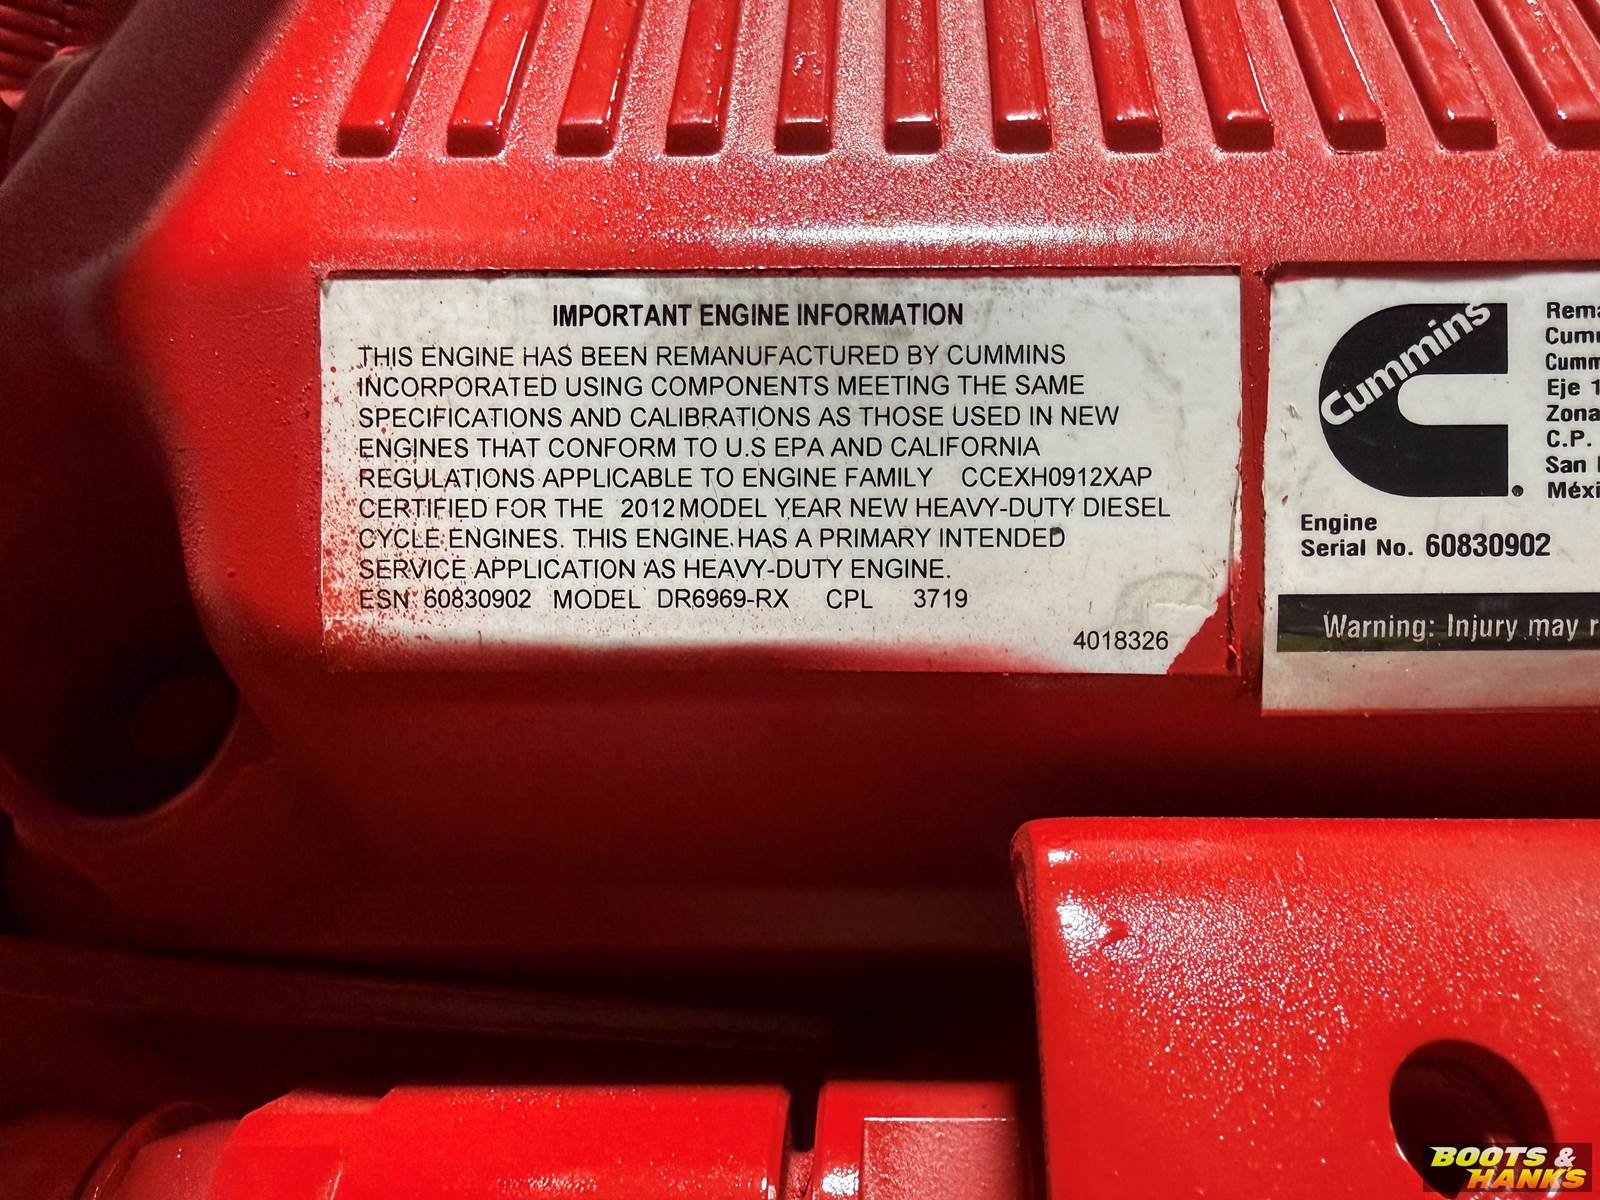 IMPORTANT ENGINE INFORMATION
THIS ENGINE HAS BEEN REMANUFACTURED BY CUMMINS
INCORPORATED USING COMPONENTS MEETING THE SAME
SPECIFICATIONS AND CALIBRATIONS AS THOSE USED IN NEW
ENGINES THAT CONFORM TO U.S EPA AND CALIFORNIA
REGULATIONS APPLICABLE TO ENGINE FAMILY CCEXH0912XAP
CERTIFIED FOR THE 2012 MODEL YEAR NEW HEAVY-DUTY DIESEL
CYCLE ENGINES. THIS ENGINE HAS A PRIMARY INTENDED
SERVICE APPLICATION AS HEAVY-DUTY ENGINE.
ESN 60830902 MODEL DR6969-RX CPL 3719
4018326
Cummins
Eje 1
Zona
C.P.
San
Engine
Serial No. 60830902
Warning: Injury may
BOOTS &
HANKS